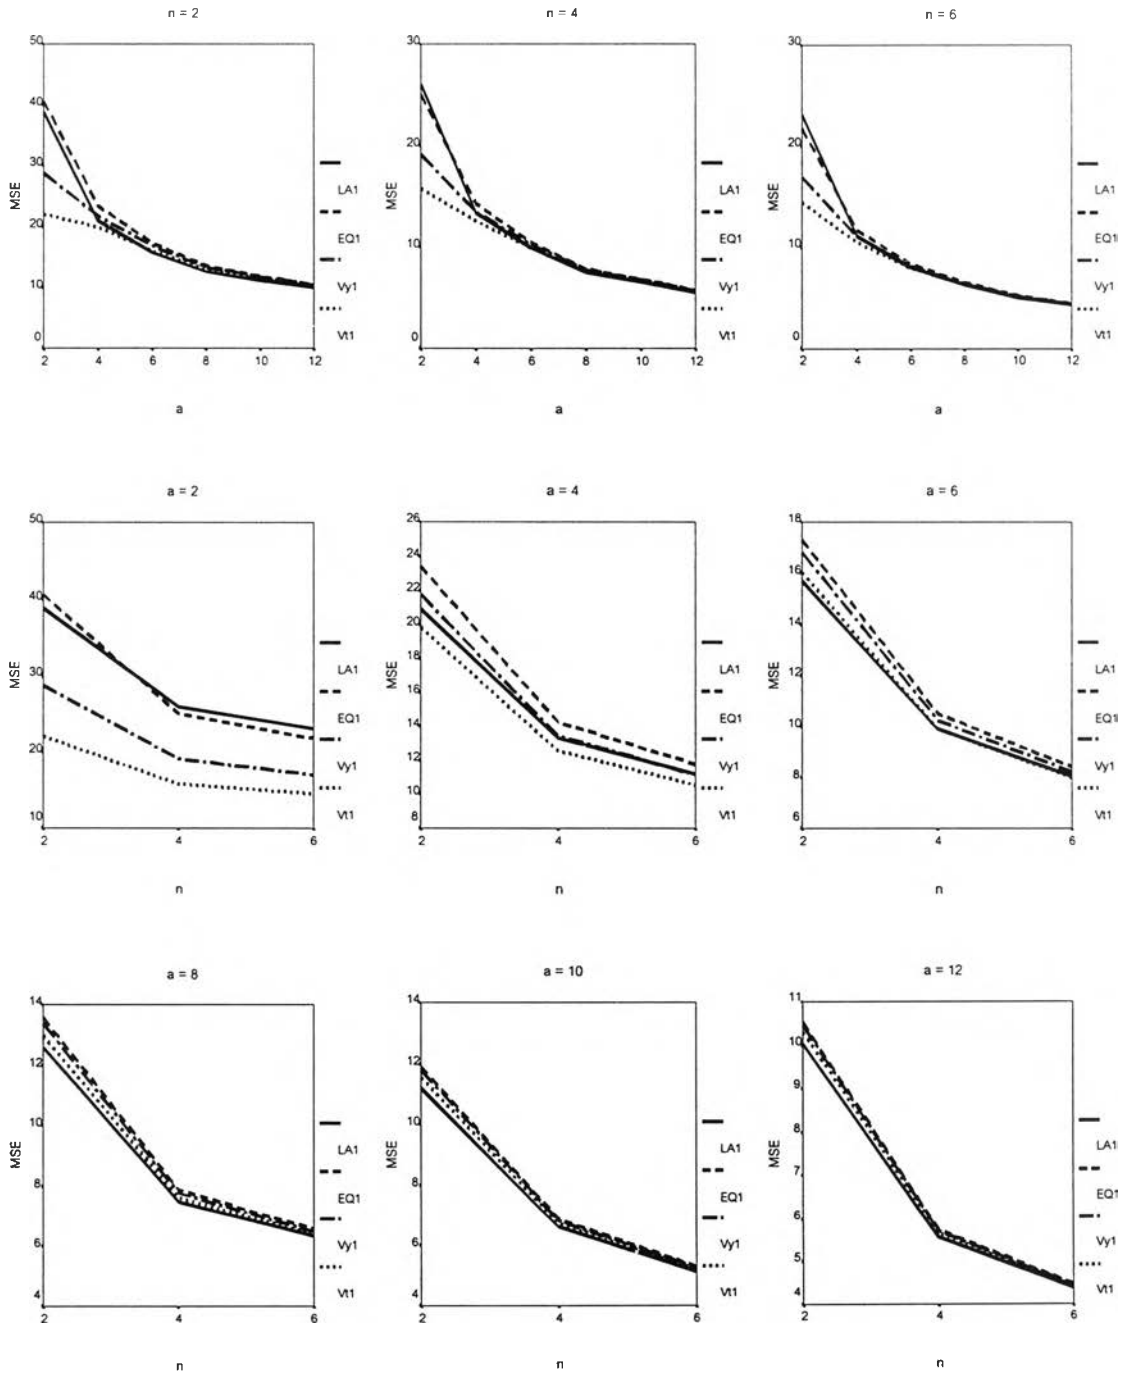 n = 2
50
40
30
20
10
0
MSE
2 4 6 8 10 12
a
LA1
EQ1
Vy1
Vt1
n = 4
30
20
10
0
MSE
2 4 6 8 10 12
a
LA1
EQ1
Vy1
Vt1
n = 6
30
20
10
0
MSE
2 4 6 8 10 12
a
LA1
EQ1
Vy1
Vt1
a = 2
50
40
30
20
10
MSE
2 4 6
n
LA1
EQ1
Vy1
Vt1
a = 4
26
24
22
20
18
16
14
12
10
8
MSE
2 4 6
n
LA1
EQ1
Vy1
Vt1
a = 6
18
16
14
12
10
8
6
MSE
2 4 6
n
LA1
EQ1
Vy1
Vt1
a = 8
14
12
10
8
6
4
MSE
2 4 6
n
LA1
EQ1
Vy1
Vt1
a = 10
14
12
10
8
6
4
MSE
2 4 6
n
LA1
EQ1
Vy1
Vt1
a = 12
11
10
9
8
7
6
5
4
MSE
2 4 6
n
LA1
EQ1
Vy1
Vt1